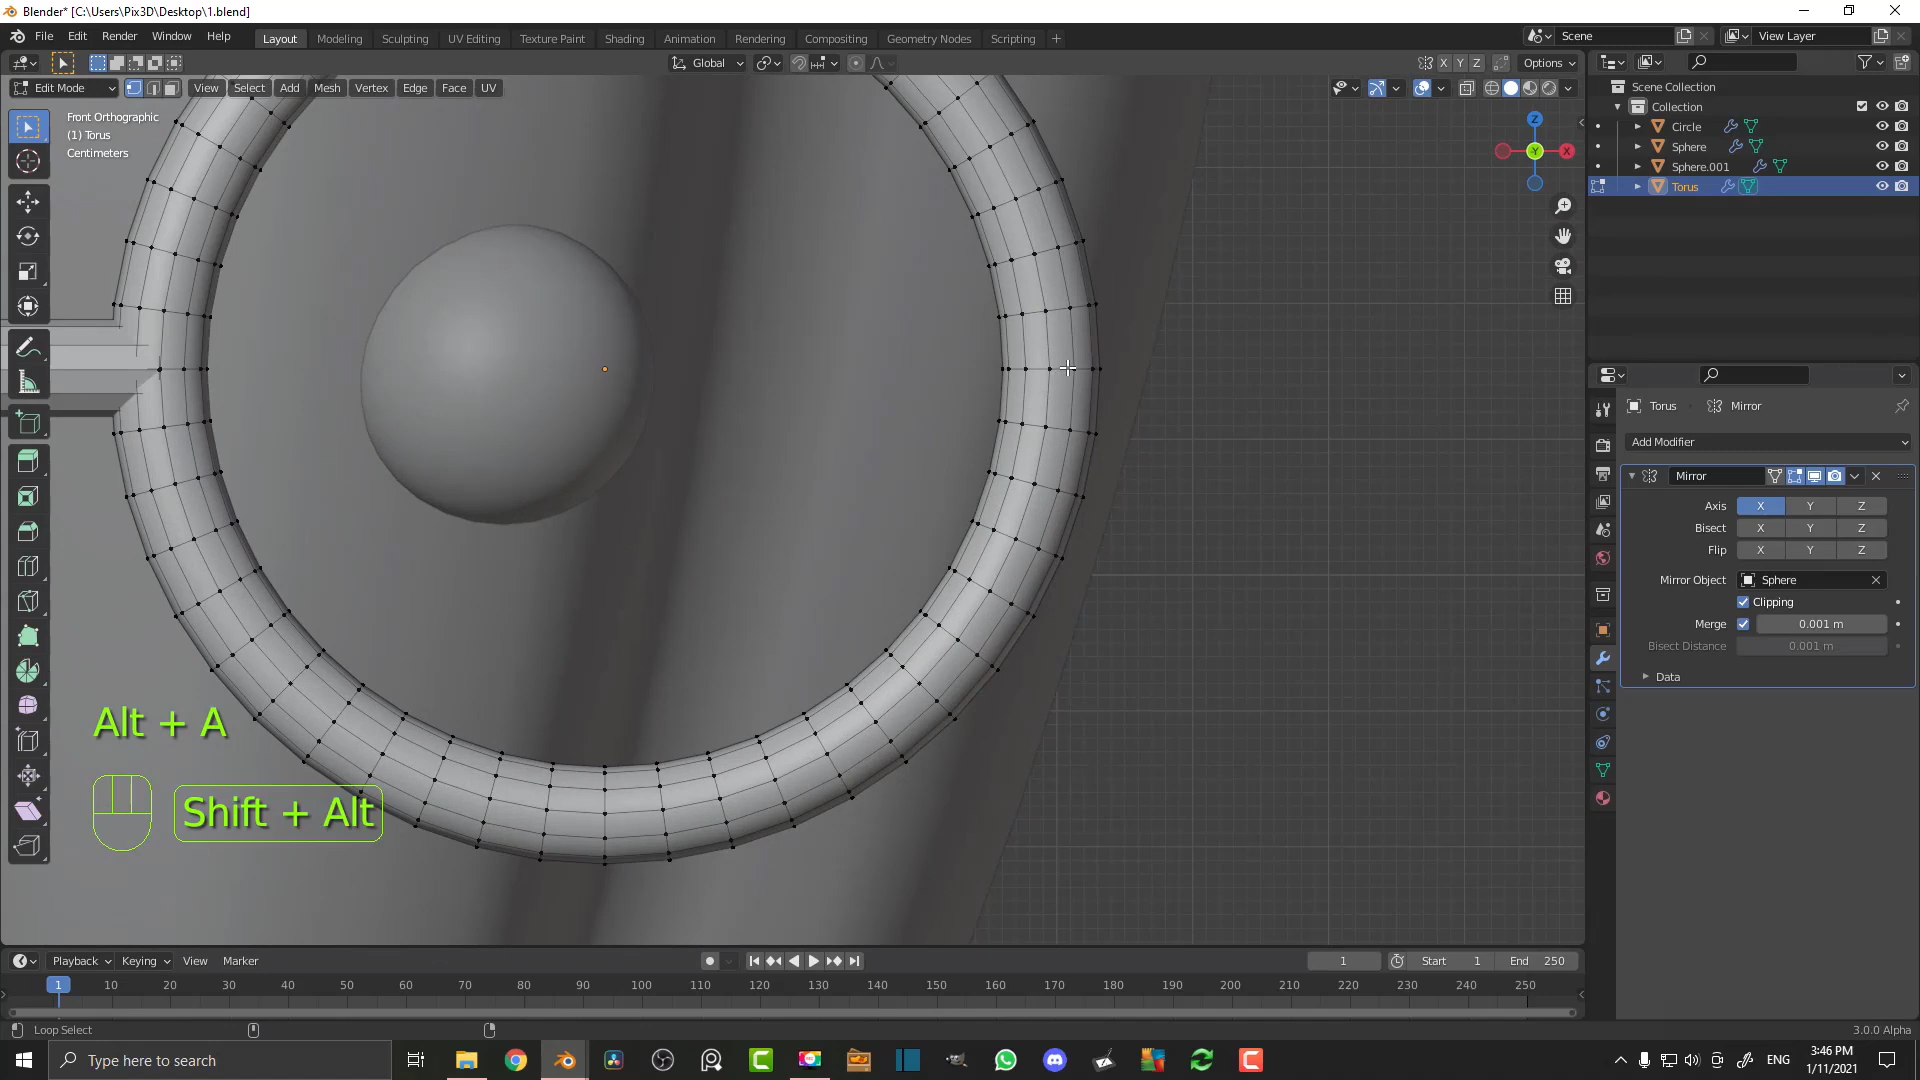 Blender* [C:\Users\Pix3D\Desktop\1.blend]
File Edit Render Window Help
Layout Modeling Sculpting UV Editing Texture Paint Shading Animation Rendering Compositing Geometry Nodes Scripting +
Scene
View Layer
Global
X Y Z
Options
Edit Mode
View Select Add Mesh Vertex Edge Face UV
Front Orthographic
(1) Torus
Centimeters
Z
-Y
X
Scene Collection
Collection
Circle
Sphere
Sphere.001
Torus
Torus
Mirror
Add Modifier
Mirror
Axis X Y Z
Bisect X Y Z
Flip X Y Z
Mirror Object Sphere
Clipping
Merge 0.001 m
Bisect Distance 0.001 m
Data
Alt + A
Shift + Alt
Playback Keying View Marker
1
Start 1
End 250
1 10 20 30 40 50 60 70 80 90 100 110 120 130 140 150 160 170 180 190 200 210 220 230 240 250
Loop Select
3.0.0 Alpha
Type here to search
ENG
3:46 PM
1/11/2021